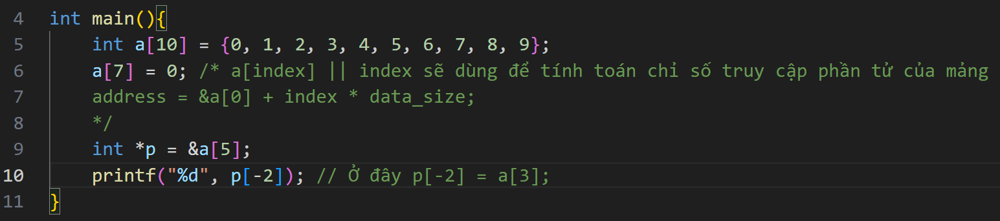 4 int main(){
5 int a[10] = {0, 1, 2, 3, 4, 5, 6, 7, 8, 9};
6 a[7] = 0; /* a[index] || index sẽ dùng để tính toán chỉ số truy cập phần tử của mảng
7 address = &a[0] + index * data_size;
8 */
9 int *p = &a[5];
10 printf("%d", p[-2]); // Ở đây p[-2] = a[3];
11 }